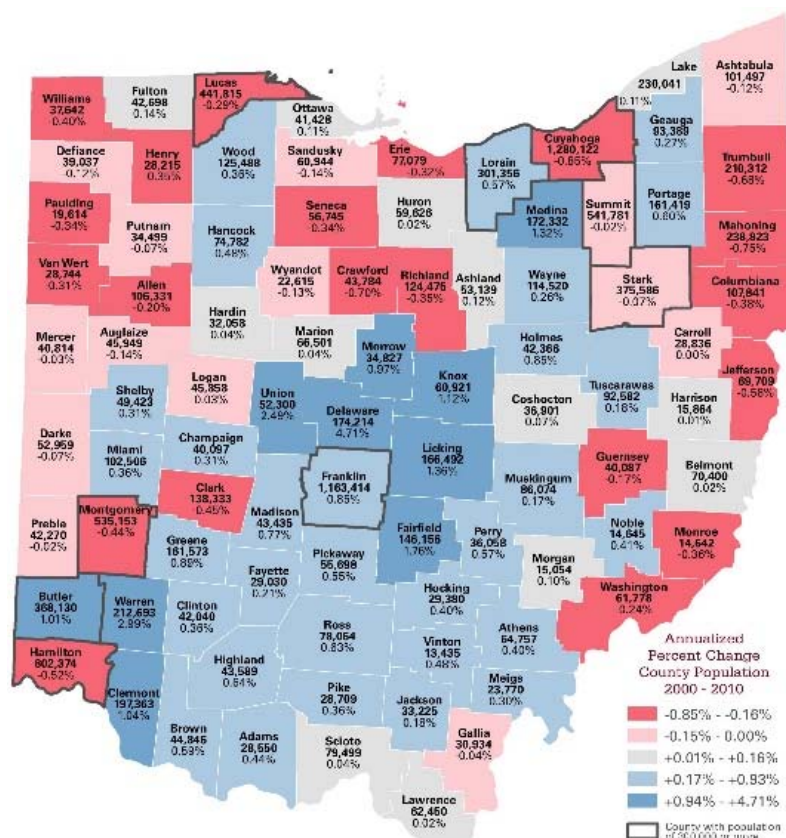 Williams
37,642
-0.40%
Fulton
42,698
0.14%
Lucas
441,815
-0.29%
Ottawa
41,428
0.11%
Lake
230,041
0.11%
Ashtabula
101,497
-0.12%
Geauga
93,389
0.27%
Cuyahoga
1,280,122
Defiance
39,037
-0.12%
Henry
28,215
0.35%
Wood
125,488
0.36%
Sandusky
60,944
-0.14%
Erie
77,079
-0.32%
Lorain
301,356
0.57%
Trumbull
210,312
-0.68%
Paulding
19,614
-0.34%
Putnam
34,499
-0.07%
Hancock
74,782
0.48%
Seneca
56,745
-0.34%
Huron
59,626
0.02%
Medina
172,332
1.32%
Summit
541,781
-0.02%
Portage
161,419
0.60%
Mahoning
238,823
-0.75%
Van Wert
28,744
0.31%
Allen
106,331
-0.20%
Wyandot
22,615
-0.13%
Crawford
43,784
-0.70%
Richland
124,475
-0.35%
Ashland
53,139
0.12%
Wayne
114,520
0.26%
Stark
375,586
-0.07%
Columbiana
107,841
-0.38%
Hardin
32,058
0.04%
Marion
66,501
0.04%
Mercer
40,814
-0.03%
Auglaize
45,949
-0.14%
Morrow
34,827
0.97%
Holmes
42,366
0.85%
Carroll
28,836
0.00%
Logan
45,858
0.03%
Union
52,300
2.49%
Knox
60,921
1.12%
Jefferson
69,709
-0.58%
Shelby
49,423
0.31%
Delaware
174,214
4.71%
Coshocton
36,901
0.07%
Tuscarawas
92,582
0.18%
Harrison
15,864
0.01%
Darke
52,959
-0.07%
Miami
102,506
0.36%
Champaign
40,097
0.31%
Licking
166,492
1.36%
Guernsey
40,087
-0.17%
Belmont
70,400
0.02%
Franklin
1,163,414
0.85%
Clark
138,333
-0.45%
Muskingum
86,074
0.17%
Montgomery
535,153
-0.44%
Madison
43,435
0.77%
Fairfield
146,156
1.76%
Preble
42,270
-0.02%
Greene
161,573
0.89%
Pickaway
55,698
0.55%
Perry
36,058
0.57%
Noble
14,645
0.41%
Monroe
14,642
-0.36%
Morgan
15,054
0.10%
Fayette
29,030
0.21%
Hocking
29,380
0.40%
Washington
61,778
0.24%
Butler
368,130
1.01%
Warren
212,693
2.99%
Clinton
42,040
0.36%
Ross
78,064
0.63%
Athens
64,757
0.40%
Vinton
13,435
0.48%
Hamilton
802,374
-0.52%
Highland
43,589
0.64%
Meigs
23,770
0.30%
Clermont
197,363
1.04%
Pike
28,709
0.36%
Jackson
33,225
0.18%
Brown
44,846
0.59%
Adams
28,550
0.44%
Scioto
79,499
0.04%
Gallia
30,934
-0.04%
Lawrence
62,450
0.02%
Annualized
Percent Change
County Population
2000 - 2010
-0.85% - -0.16%
-0.15% - 0.00%
+0.01% - +0.16%
+0.17% - +0.93%
+0.94% - +4.71%
County with population
of 300,000 or more